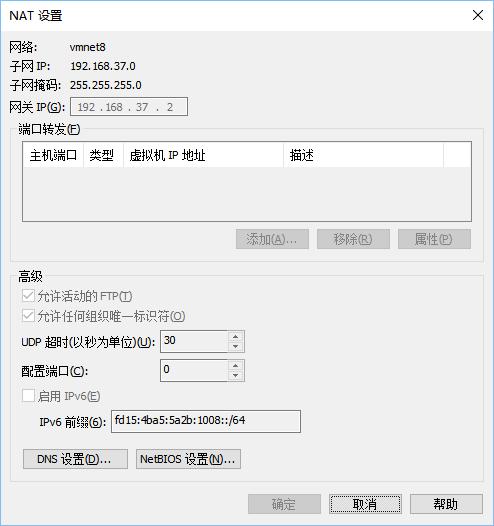 NAT 设置
网络: vmnet8
子网 IP: 192.168.37.0
子网掩码: 255.255.255.0
网关 IP(G): 192 . 168 . 37 . 2
端口转发(F)
主机端口 类型 虚拟机 IP 地址 描述
添加(A)... 移除(R) 属性(P)
高级
允许活动的 FTP(T)
允许任何组织唯一标识符(O)
UDP 超时(以秒为单位)(U): 30
配置端口(C): 0
启用 IPv6(E)
IPv6 前缀(6): fd15:4ba5:5a2b:1008::/64
DNS 设置(D)... NetBIOS 设置(N)...
确定 取消 帮助